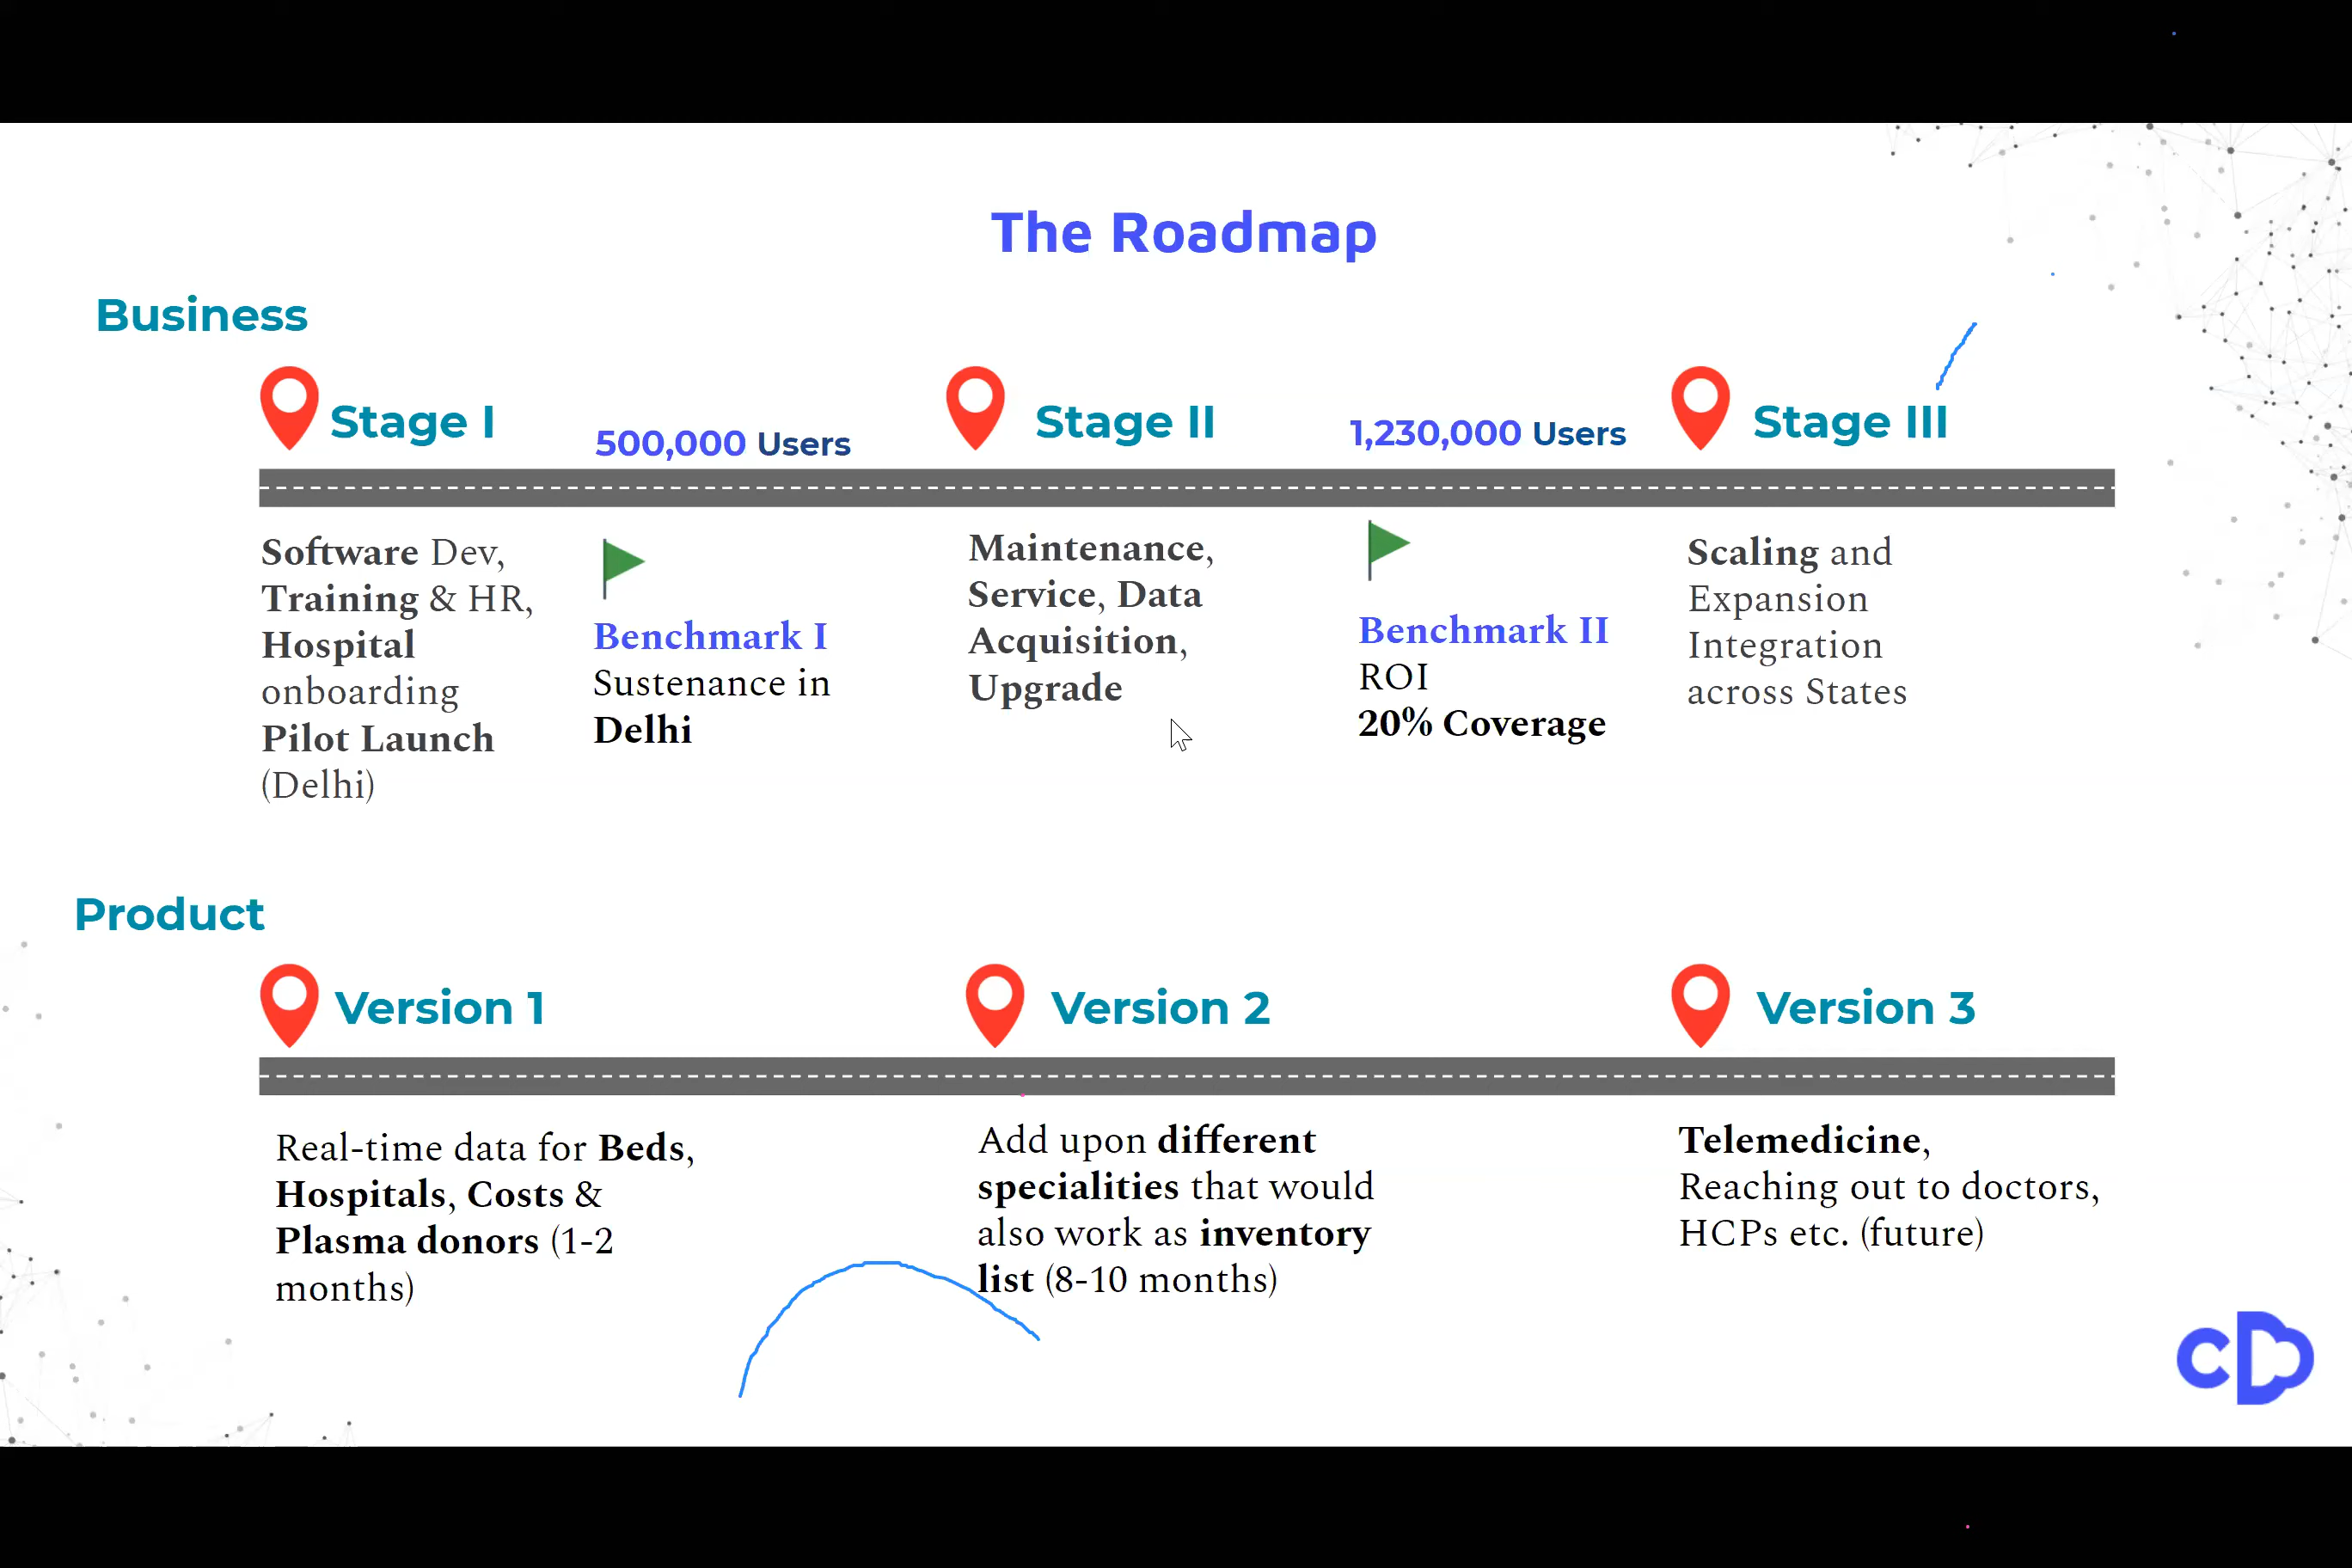 The Roadmap
Business
Stage I
500,000 Users
Stage II
1,230,000 Users
Stage III
Software Dev,
Training & HR,
Hospital
onboarding
Pilot Launch
(Delhi)
Benchmark I
Sustenance in
Delhi
Maintenance,
Service, Data
Acquisition,
Upgrade
Benchmark II
ROI
20% Coverage
Scaling and
Expansion
Integration
across States
Product
Version 1
Version 2
Version 3
Real-time data for Beds,
Hospitals, Costs &
Plasma donors (1-2
months)
Add upon different
specialities that would
also work as inventory
list (8-10 months)
Telemedicine,
Reaching out to doctors,
HCPs etc. (future)